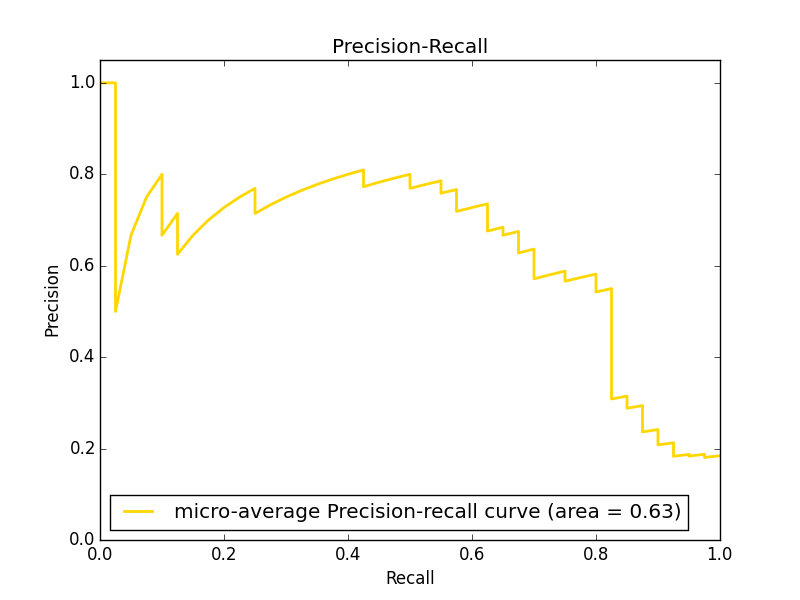 Precision-Recall
1.0
0.8
0.6
0.4
0.2
0.0
Precision
micro-average Precision-recall curve (area = 0.63)
0.0 0.2 0.4 0.6 0.8 1.0
Recall